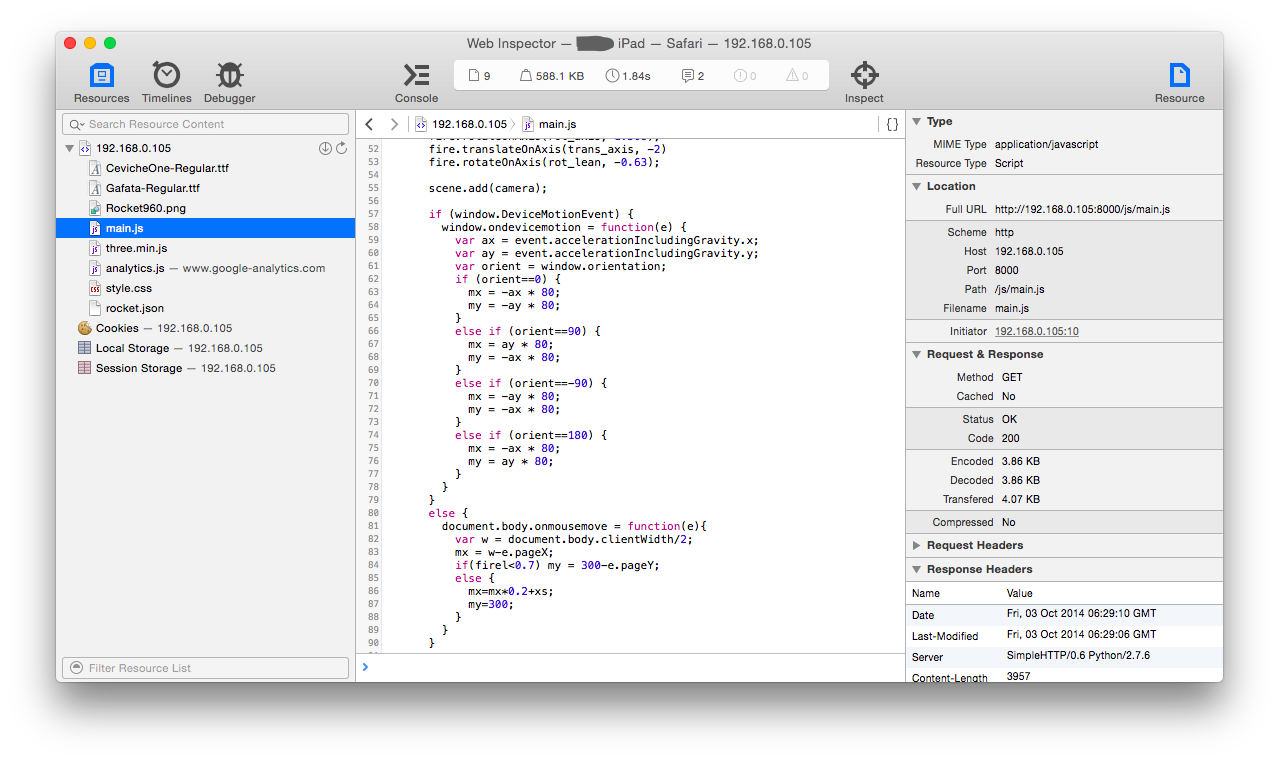 Web Inspector — iPad — Safari — 192.168.0.105
Resources Timelines Debugger Console 9 588.1 KB 1.84s 2 0 0 Inspect Resource
Search Resource Content
192.168.0.105
CevicheOne-Regular.ttf
Gafata-Regular.ttf
Rocket960.png
main.js
three.min.js
analytics.js — www.google-analytics.com
style.css
rocket.json
Cookies — 192.168.0.105
Local Storage — 192.168.0.105
Session Storage — 192.168.0.105
Filter Resource List
192.168.0.105 main.js {}
52 fire.translateOnAxis(trans_axis, -2)
53 fire.rotateOnAxis(rot_lean, -0.63);
54
55 scene.add(camera);
56
57 if (window.DeviceMotionEvent) {
58 window.ondevicemotion = function(e) {
59 var ax = event.accelerationIncludingGravity.x;
60 var ay = event.accelerationIncludingGravity.y;
61 var orient = window.orientation;
62 if (orient==0) {
63 mx = -ax * 80;
64 my = -ay * 80;
65 }
66 else if (orient==90) {
67 mx = ay * 80;
68 my = -ax * 80;
69 }
70 else if (orient==-90) {
71 mx = -ay * 80;
72 my = -ax * 80;
73 }
74 else if (orient==180) {
75 mx = -ax * 80;
76 my = ay * 80;
77 }
78 }
79 }
80 else {
81 document.body.onmousemove = function(e){
82 var w = document.body.clientWidth/2;
83 mx = w-e.pageX;
84 if(firel<0.7) my = 300-e.pageY;
85 else {
86 mx=mx*0.2+xs;
87 my=300;
88 }
89 }
90 }
Type
MIME Type application/javascript
Resource Type Script
Location
Full URL http://192.168.0.105:8000/js/main.js
Scheme http
Host 192.168.0.105
Port 8000
Path /js/main.js
Filename main.js
Initiator 192.168.0.105:10
Request & Response
Method GET
Cached No
Status OK
Code 200
Encoded 3.86 KB
Decoded 3.86 KB
Transfered 4.07 KB
Compressed No
Request Headers
Response Headers
Name Value
Date Fri, 03 Oct 2014 06:29:10 GMT
Last-Modified Fri, 03 Oct 2014 06:29:06 GMT
Server SimpleHTTP/0.6 Python/2.7.6
Content-Length 3957